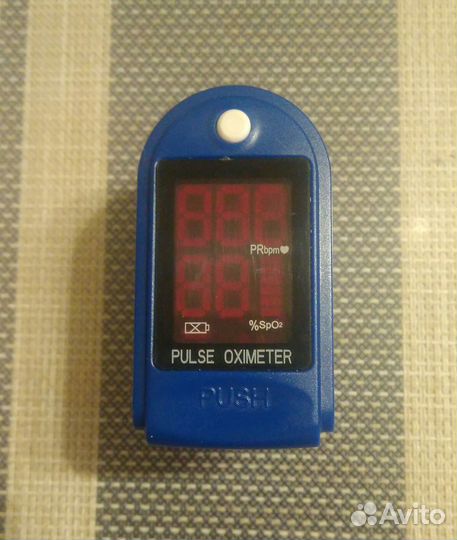 PRbpm
%SpO2
PULSE OXIMETER
PUSH
Avito